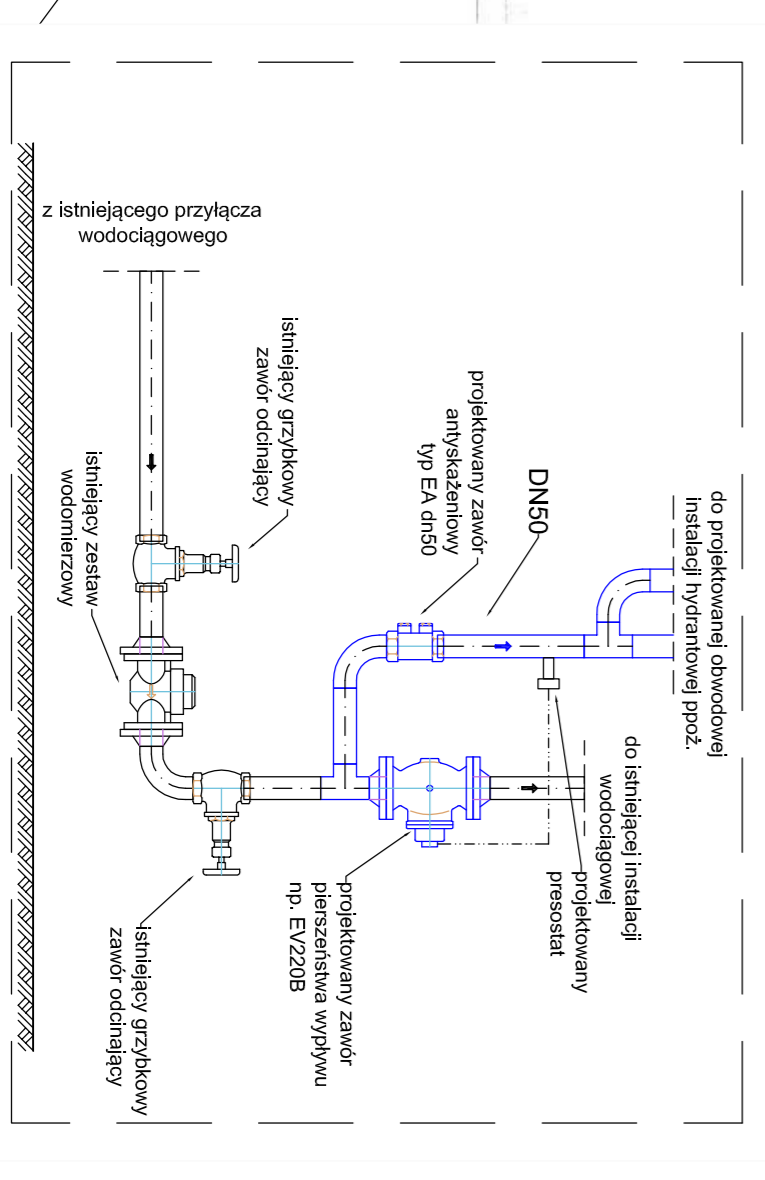 z istniejącego przyłącza
wodociągowego
istniejący grzybkowy
zawór odcinający
istniejący zestaw
wodomierzowy
projektowany zawór
antyskażeniowy
typ EA dn50
DN50
do projektowanej obwodowej
instalacji hydrantowej ppoż.
do istniejącej instalacji
wodociągowej
projektowany
presostat
projektowany zawór
pierszeństwa wypływu
np. EV220B
istniejący grzybkowy
zawór odcinający